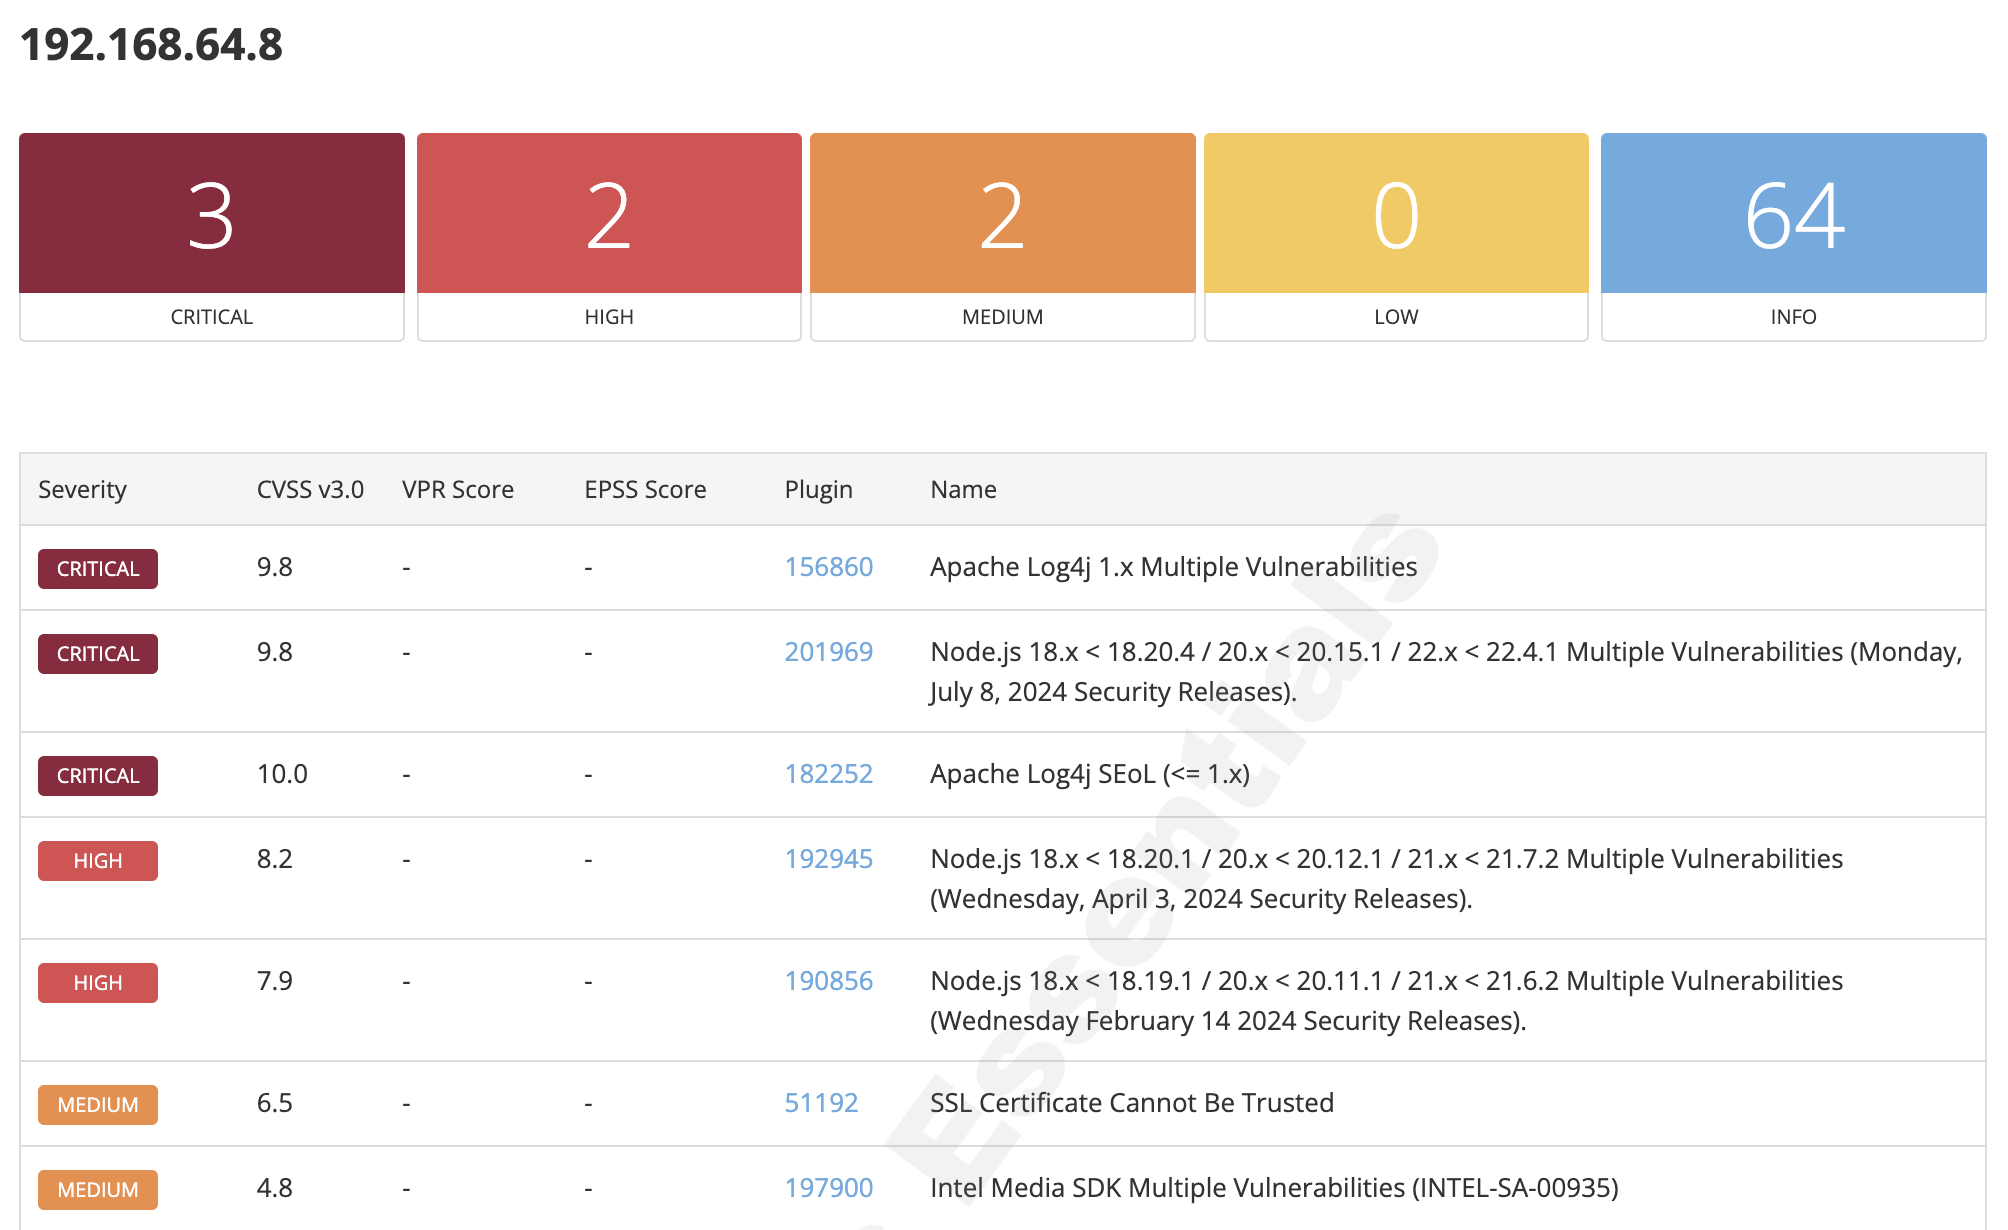 192.168.64.8
3
2
2
0
64
CRITICAL
HIGH
MEDIUM
LOW
INFO
Severity CVSS v3.0 VPR Score EPSS Score Plugin Name
CRITICAL 9.8 - - 156860 Apache Log4j 1.x Multiple Vulnerabilities
CRITICAL 9.8 - - 201969 Node.js 18.x < 18.20.4 / 20.x < 20.15.1 / 22.x < 22.4.1 Multiple Vulnerabilities (Monday,
July 8, 2024 Security Releases).
CRITICAL 10.0 - - 182252 Apache Log4j SEoL (<= 1.x)
HIGH 8.2 - - 192945 Node.js 18.x < 18.20.1 / 20.x < 20.12.1 / 21.x < 21.7.2 Multiple Vulnerabilities
(Wednesday, April 3, 2024 Security Releases).
HIGH 7.9 - - 190856 Node.js 18.x < 18.19.1 / 20.x < 20.11.1 / 21.x < 21.6.2 Multiple Vulnerabilities
(Wednesday February 14 2024 Security Releases).
MEDIUM 6.5 - - 51192 SSL Certificate Cannot Be Trusted
MEDIUM 4.8 - - 197900 Intel Media SDK Multiple Vulnerabilities (INTEL-SA-00935)
Essentials